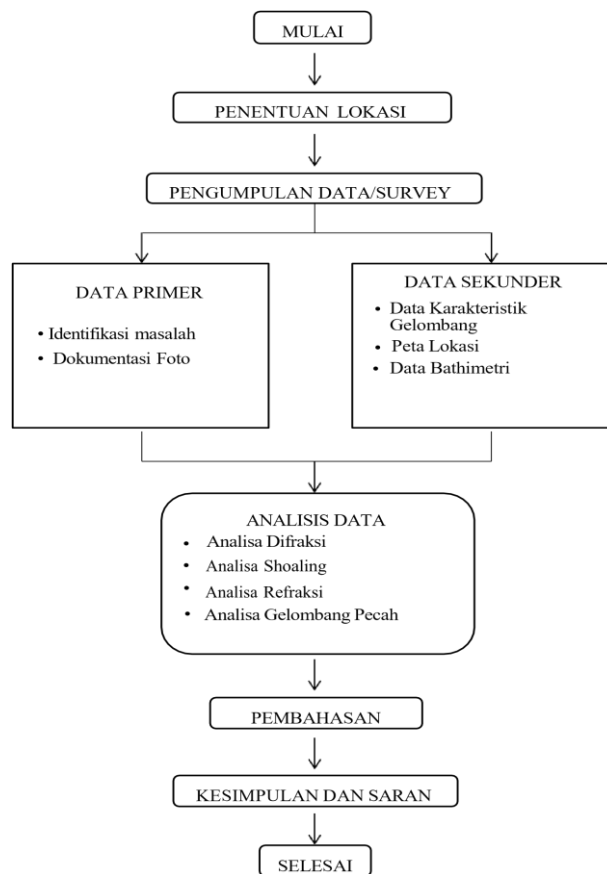 MULAI
PENENTUAN LOKASI
PENGUMPULAN DATA/SURVEY
DATA PRIMER
• Identifikasi masalah
• Dokumentasi Foto
DATA SEKUNDER
• Data Karakteristik
Gelombang
• Peta Lokasi
• Data Bathimetri
ANALISIS DATA
• Analisa Difraksi
• Analisa Shoaling
• Analisa Refraksi
• Analisa Gelombang Pecah
PEMBAHASAN
KESIMPULAN DAN SARAN
SELESAI